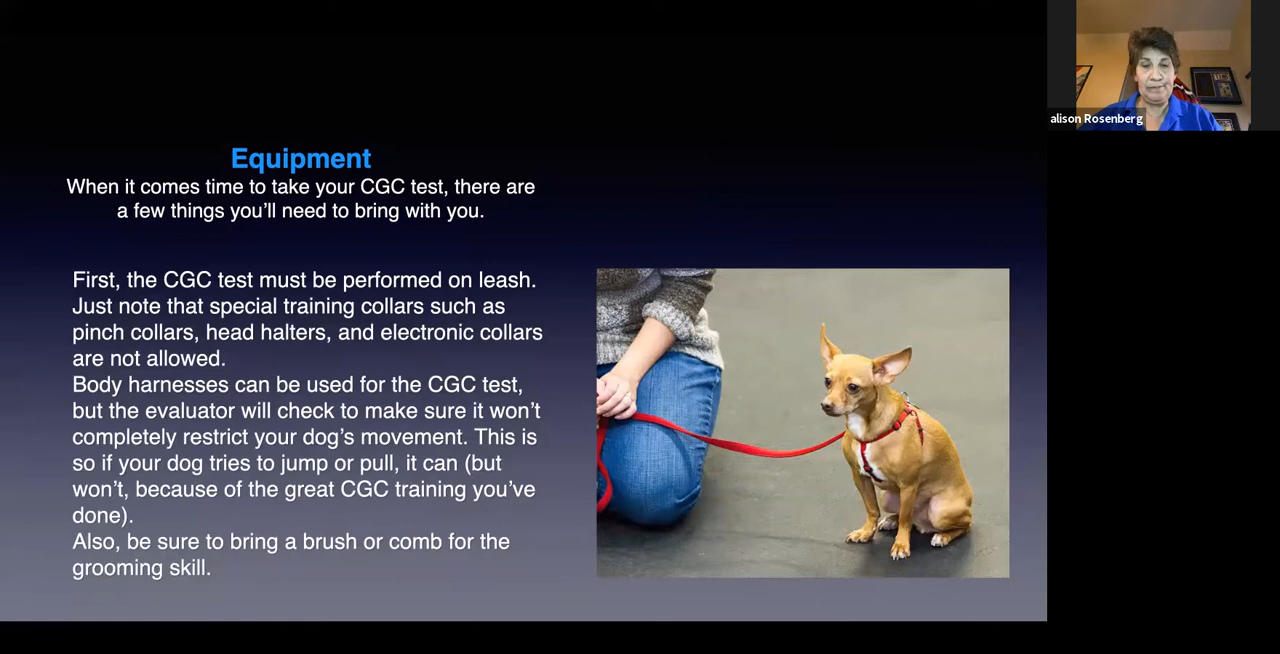 Equipment
When it comes time to take your CGC test, there are
a few things you'll need to bring with you.
First, the CGC test must be performed on leash.
Just note that special training collars such as
pinch collars, head halters, and electronic collars
are not allowed.
Body harnesses can be used for the CGC test,
but the evaluator will check to make sure it won't
completely restrict your dog's movement. This is
so if your dog tries to jump or pull, it can (but
won't, because of the great CGC training you've
done).
Also, be sure to bring a brush or comb for the
grooming skill.
alison Rosenberg